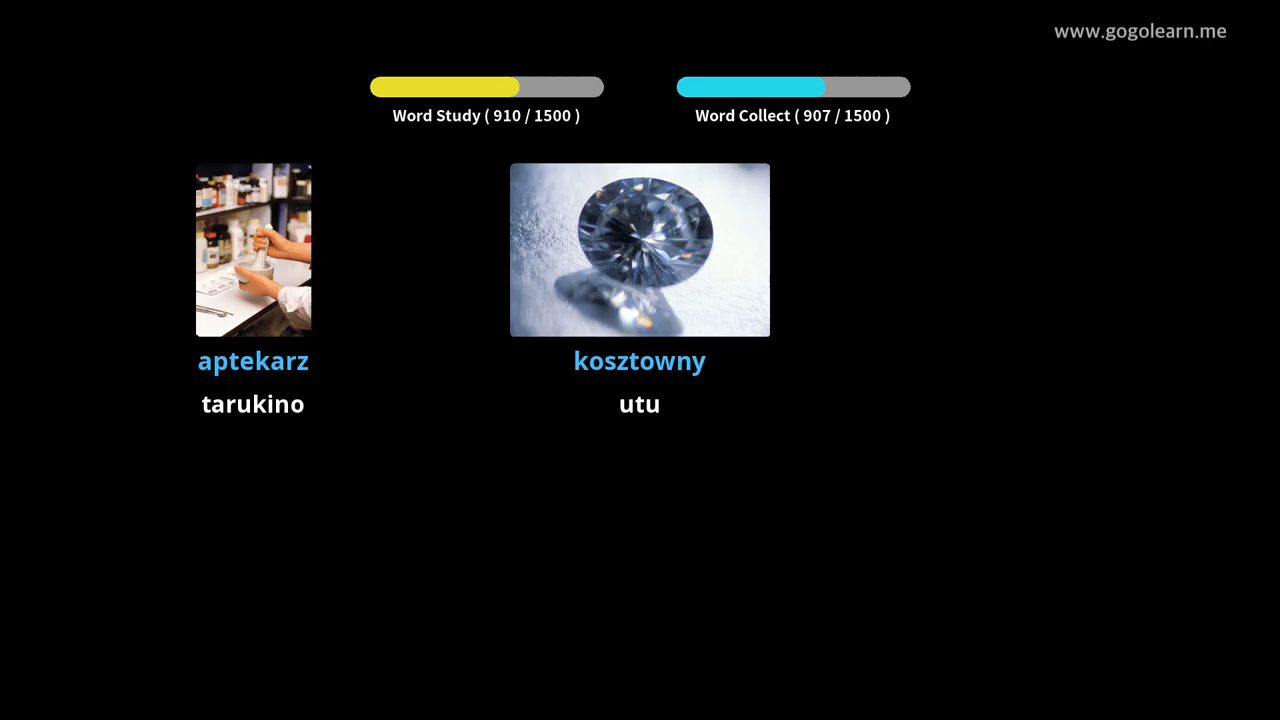 www.gogolearn.me
Word Study ( 910 / 1500 )
Word Collect ( 907 / 1500 )
aptekarz
tarukino
kosztowny
utu